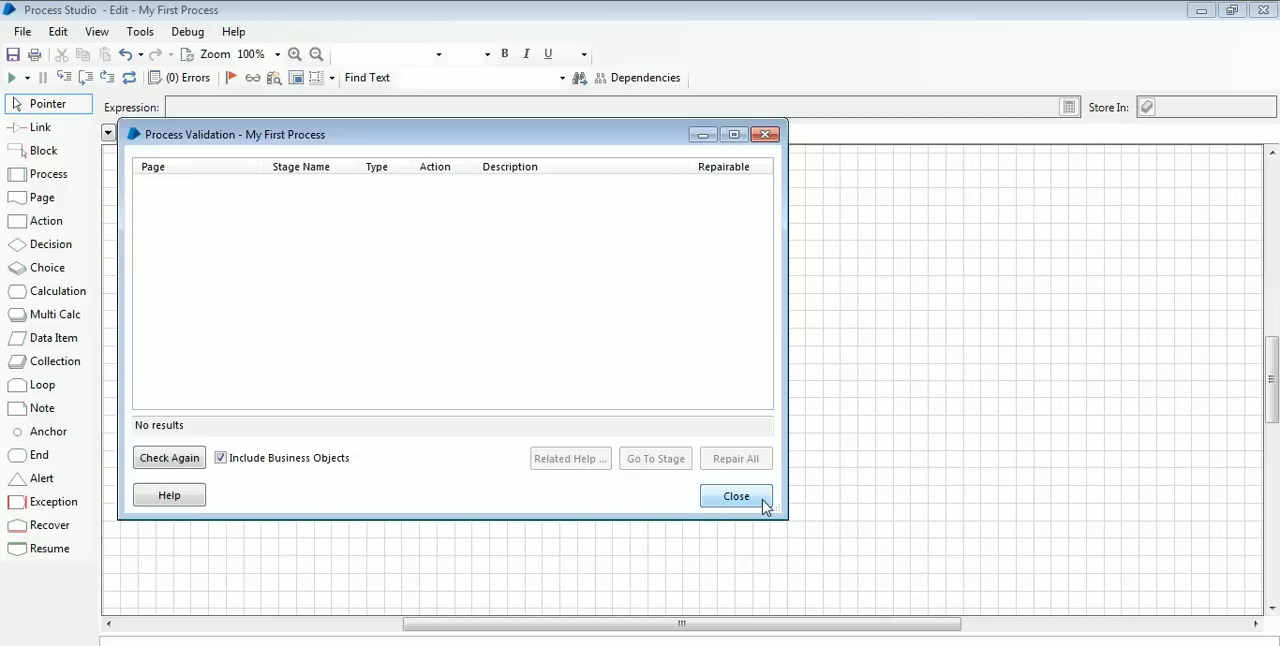 Process Studio - Edit - My First Process
File Edit View Tools Debug Help
Zoom 100% B I U
(0) Errors Find Text Dependencies
Pointer Expression: Store In:
Link
Process Validation - My First Process
Block
Page Stage Name Type Action Description Repairable
Process
Page
Action
Decision
Choice
Calculation
Multi Calc
Data Item
Collection
Loop
Note
No results
Anchor
End
Check Again Include Business Objects Related Help ... Go To Stage Repair All
Alert
Help Close
Exception
Recover
Resume